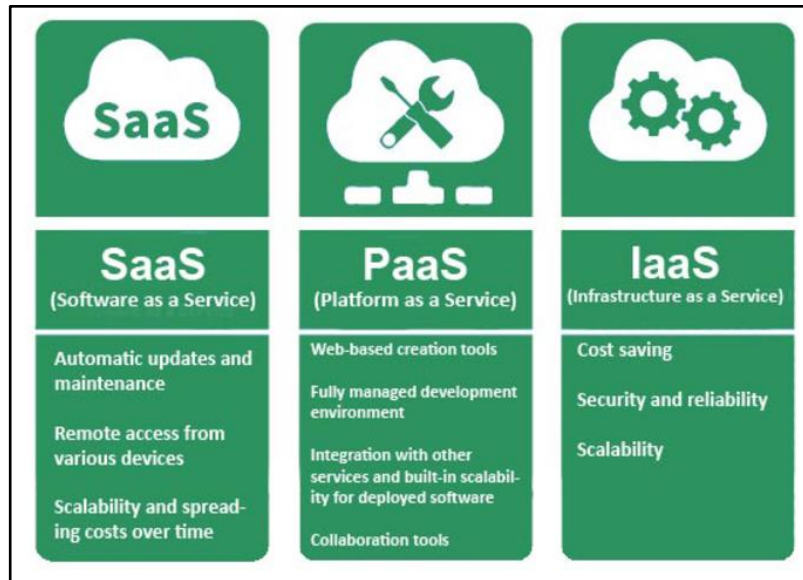 SaaS
SaaS
(Software as a Service)
Automatic updates and
maintenance
Remote access from
various devices
Scalability and spread-
ing costs over time
PaaS
(Platform as a Service)
Web-based creation tools
Fully managed development
environment
Integration with other
services and built-in scalabil-
ity for deployed software
Collaboration tools
IaaS
(Infrastructure as a Service)
Cost saving
Security and reliability
Scalability